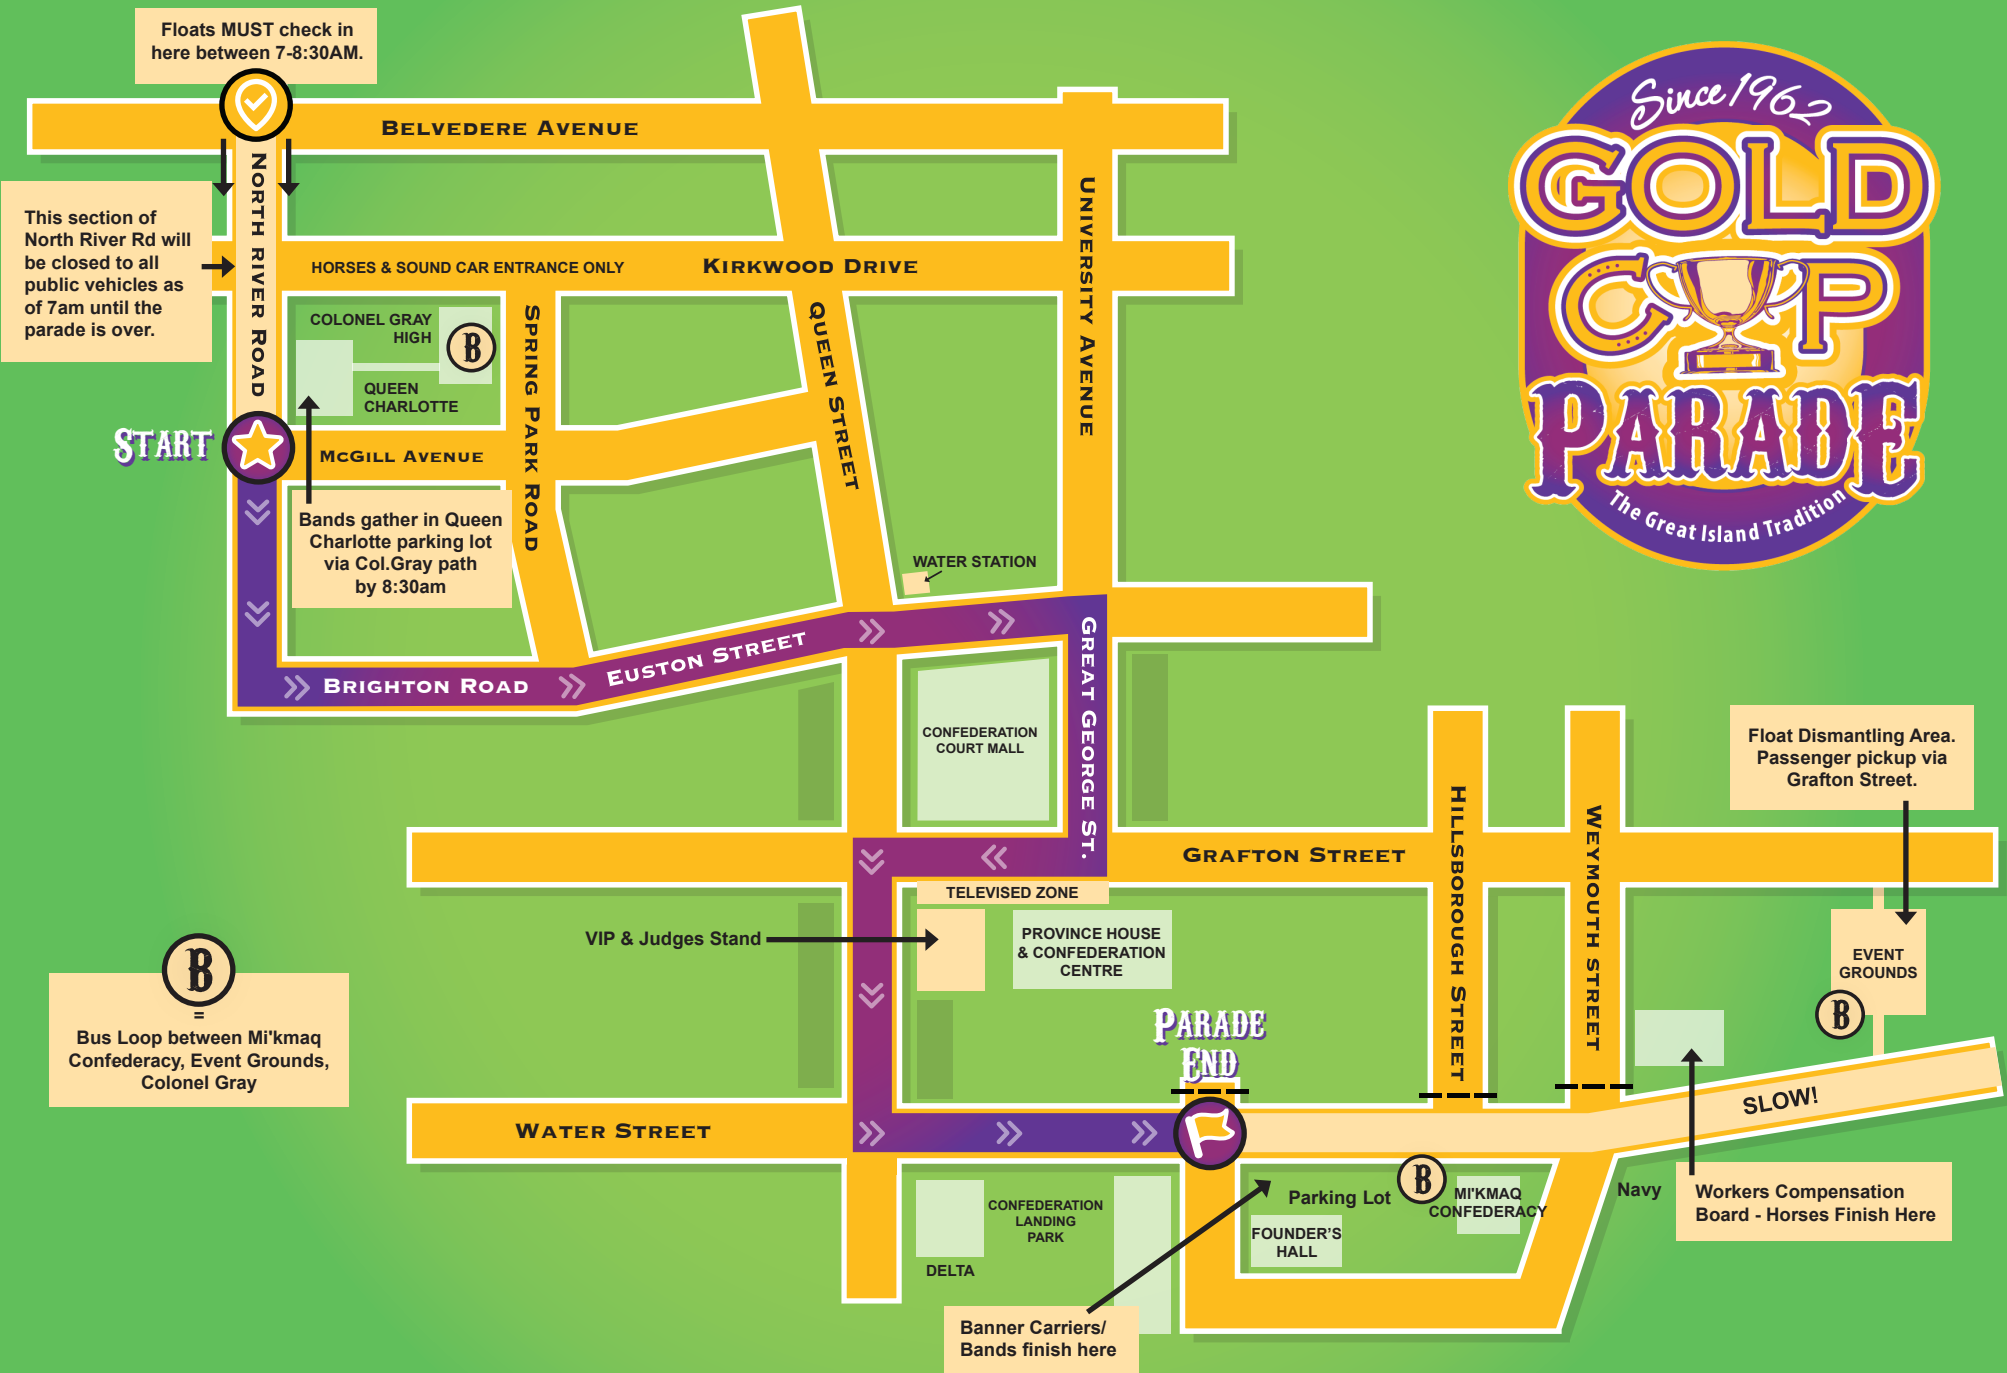 Floats MUST check in
here between 7-8:30AM.
Since 1962
GOLD
CUP
PARADE
The Great Island Tradition
BELVEDERE AVENUE
NORTH RIVER ROAD
This section of
North River Rd will
be closed to all
public vehicles as
of 7am until the
parade is over.
HORSES & SOUND CAR ENTRANCE ONLY
KIRKWOOD DRIVE
UNIVERSITY AVENUE
COLONEL GRAY
HIGH
B
QUEEN
CHARLOTTE
SPRING PARK ROAD
QUEEN STREET
START
MCGILL AVENUE
Bands gather in Queen
Charlotte parking lot
via Col.Gray path
by 8:30am
WATER STATION
BRIGHTON ROAD
EUSTON STREET
GREAT GEORGE ST.
CONFEDERATION
COURT MALL
Float Dismantling Area.
Passenger pickup via
Grafton Street.
HILLSBOROUGH STREET
WEYMOUTH STREET
GRAFTON STREET
TELEVISED ZONE
VIP & Judges Stand
PROVINCE HOUSE
& CONFEDERATION
CENTRE
EVENT
GROUNDS
B
B
=
Bus Loop between Mi'kmaq
Confederacy, Event Grounds,
Colonel Gray
PARADE
END
WATER STREET
SLOW!
CONFEDERATION
LANDING
PARK
DELTA
Parking Lot
B
MI'KMAQ
CONFEDERACY
FOUNDER'S
HALL
Navy
Workers Compensation
Board - Horses Finish Here
Banner Carriers/
Bands finish here